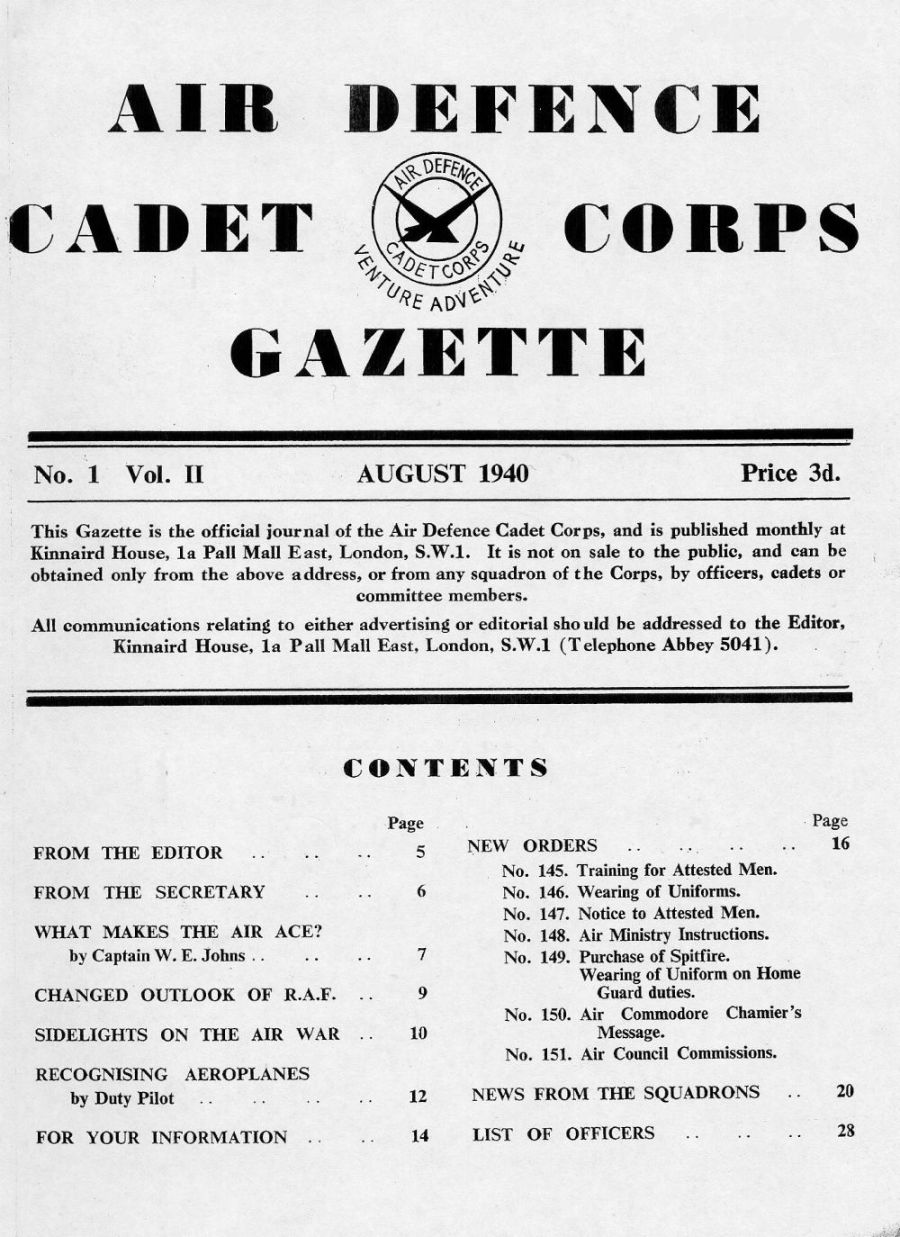 AIR DEFENCE
CADET CORPS
AIR DEFENCE
CADET CORPS
VENTURE ADVENTURE
GAZETTE
No. 1 Vol. II AUGUST 1940 Price 3d.
This Gazette is the official journal of the Air Defence Cadet Corps, and is published monthly at
Kinnaird House, 1a Pall Mall East, London, S.W.1. It is not on sale to the public, and can be
obtained only from the above address, or from any squadron of the Corps, by officers, cadets or
committee members.
All communications relating to either advertising or editorial should be addressed to the Editor,
Kinnaird House, 1a Pall Mall East, London, S.W.1 (Telephone Abbey 5041).
CONTENTS
Page
FROM THE EDITOR .. .. .. 5
FROM THE SECRETARY .. .. 6
WHAT MAKES THE AIR ACE?
by Captain W. E. Johns .. .. .. 7
CHANGED OUTLOOK OF R.A.F. .. 9
SIDELIGHTS ON THE AIR WAR .. 10
RECOGNISING AEROPLANES
by Duty Pilot .. .. .. .. 12
FOR YOUR INFORMATION .. .. 14
Page
NEW ORDERS .. .. .. .. 16
No. 145. Training for Attested Men.
No. 146. Wearing of Uniforms.
No. 147. Notice to Attested Men.
No. 148. Air Ministry Instructions.
No. 149. Purchase of Spitfire.
Wearing of Uniform on Home
Guard duties.
No. 150. Air Commodore Chamier's
Message.
No. 151. Air Council Commissions.
NEWS FROM THE SQUADRONS .. 20
LIST OF OFFICERS .. .. .. 28